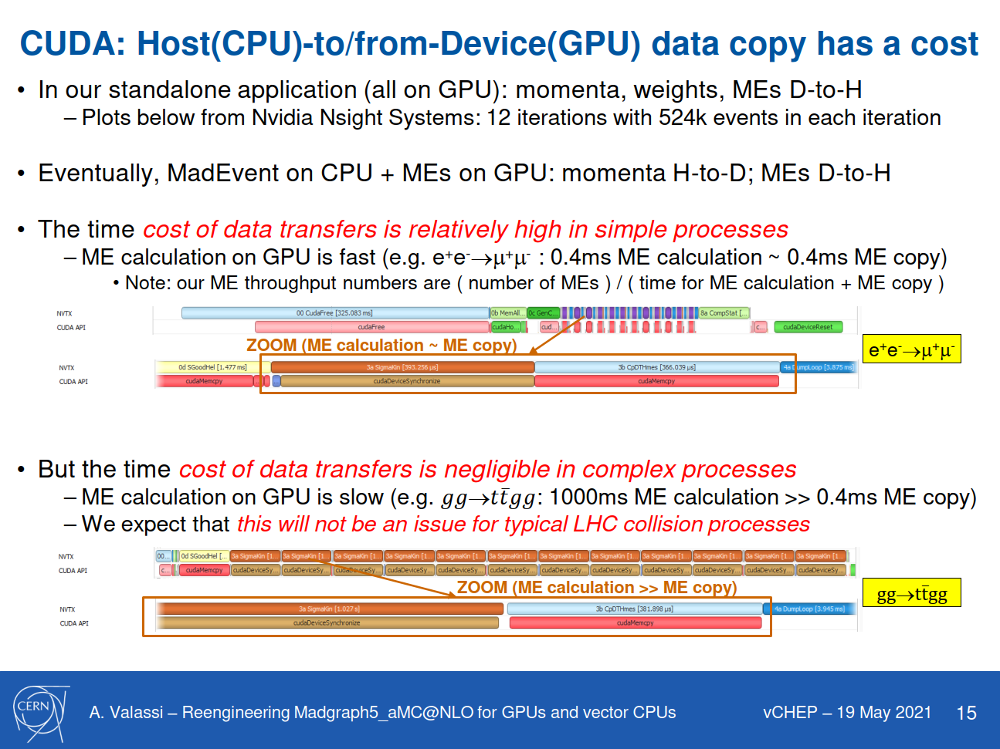 CUDA: Host(CPU)-to/from-Device(GPU) data copy has a cost
• In our standalone application (all on GPU): momenta, weights, MEs D-to-H
– Plots below from Nvidia Nsight Systems: 12 iterations with 524k events in each iteration
• Eventually, MadEvent on CPU + MEs on GPU: momenta H-to-D; MEs D-to-H
• The time cost of data transfers is relatively high in simple processes
– ME calculation on GPU is fast (e.g. e⁺e⁻→μ⁺μ⁻ : 0.4ms ME calculation ~ 0.4ms ME copy)
• Note: our ME throughput numbers are ( number of MEs ) / ( time for ME calculation + ME copy )
NVTX 00 CudaFree [325.083 ms] 0b MemAll... 0c GenC... 8a CompStat [...
CUDA API cudaFree cudaHo... cud... c... cudaDeviceReset
ZOOM (ME calculation ~ ME copy)
e⁺e⁻→μ⁺μ⁻
NVTX 0d SGoodHel [1.477 ms] 3a SigmaKin [393.256 μs] 3b CpDTHmes [366.039 μs] 4a DumpLoop [3.875 ms]
CUDA API cudaMemcpy ... ... cudaDeviceSynchronize cudaMemcpy
• But the time cost of data transfers is negligible in complex processes
– ME calculation on GPU is slow (e.g. gg→tt̄gg: 1000ms ME calculation >> 0.4ms ME copy)
– We expect that this will not be an issue for typical LHC collision processes
NVTX 00... 0d SGoodHel [... 3a SigmaKin [1... 3a SigmaKin [1... 3a SigmaKin [1... 3a SigmaKin [1... 3a SigmaKin [1... 3a SigmaKin [1... 3a SigmaKin [1... 3a SigmaKin [1... 3a SigmaKin [1... 3a SigmaKin [1... 3a SigmaKin [1... 3a SigmaKin [1...
CUDA API c... cudaMemcpy cudaDeviceSy... cudaDeviceSy... cudaDeviceSy... cudaDeviceSy... cudaDeviceSy... cudaDeviceSy... cudaDeviceSy... cudaDeviceSy... cudaDeviceSy... cudaDeviceSy... cudaDeviceSy... cudaDeviceSy...
ZOOM (ME calculation >> ME copy)
gg→tt̄gg
NVTX 3a SigmaKin [1.027 s] 3b CpDTHmes [381.898 μs] 4a DumpLoop [3.945 ms]
CUDA API cudaDeviceSynchronize cudaMemcpy
CERN
A. Valassi – Reengineering Madgraph5_aMC@NLO for GPUs and vector CPUs
vCHEP – 19 May 2021 15